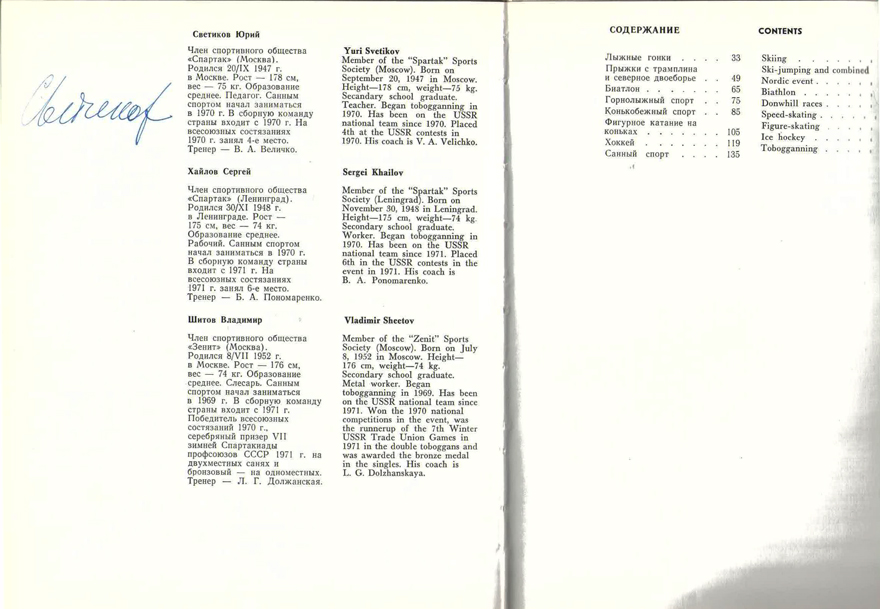 Светиков Юрий
Член спортивного общества
«Спартак» (Москва).
Родился 20/IX 1947 г.
в Москве. Рост — 178 см,
вес — 75 кг. Образование
среднее. Педагог. Санным
спортом начал заниматься
в 1970 г. В сборную команду
страны входит с 1970 г. На
всесоюзных состязаниях
1970 г. занял 4-е место.
Тренер — В. А. Величко.
Хайлов Сергей
Член спортивного общества
«Спартак» (Ленинград).
Родился 30/XI 1948 г.
в Ленинграде. Рост —
175 см, вес — 74 кг.
Образование среднее.
Рабочий. Санным спортом
начал заниматься в 1970 г.
В сборную команду страны
входит с 1971 г. На
всесоюзных состязаниях
1971 г. занял 6-е место.
Тренер — Б. А. Пономаренко.
Шитов Владимир
Член спортивного общества
«Зенит» (Москва).
Родился 8/VII 1952 г.
в Москве. Рост — 176 см,
вес — 74 кг. Образование
среднее. Слесарь. Санным
спортом начал заниматься
в 1969 г. В сборную команду
страны входит с 1971 г.
Победитель всесоюзных
состязаний 1970 г.,
серебряный призер VII
зимней Спартакиады
профсоюзов СССР 1971 г. на
двухместных санях и
бронзовый — на одноместных.
Тренер — Л. Г. Должанская.
Yuri Svetikov
Member of the "Spartak" Sports
Society (Moscow). Born on
September 20, 1947 in Moscow.
Height—178 cm, weight—75 kg.
Secandary school graduate.
Teacher. Began tobogganning in
1970. Has been on the USSR
national team since 1970. Placed
4th at the USSR contests in
1970. His coach is V. A. Velichko.
Sergei Khailov
Member of the "Spartak" Sports
Society (Leningrad). Born on
November 30, 1948 in Leningrad.
Height—175 cm, weight—74 kg.
Secondary school graduate.
Worker. Began tobogganning in
1970. Has been on the USSR
national team since 1971. Placed
6th in the USSR contests in the
event in 1971. His coach is
B. A. Ponomarenko.
Vladimir Sheetov
Member of the "Zenit" Sports
Society (Moscow). Born on July
8, 1952 in Moscow. Height—
176 cm, weight—74 kg.
Secondary school graduate.
Metal worker. Began
tobogganning in 1969. Has been
on the USSR national team since
1971. Won the 1970 national
competitions in the event, was
the runnerup of the 7th Winter
USSR Trade Union Games in
1971 in the double toboggans and
was awarded the bronze medal
in the singles. His coach is
L. G. Dolzhanskaya.
СОДЕРЖАНИЕ
Лыжные гонки . . . . 33
Прыжки с трамплина
и северное двоеборье . . 49
Биатлон . . . . . . 65
Горнолыжный спорт . . 75
Конькобежный спорт . . 85
Фигурное катание на
коньках . . . . . . . 105
Хоккей . . . . . . . 119
Санный спорт . . . . 135
CONTENTS
Skiing . . . . . . .
Ski-jumping and combined
Nordic event . . . . .
Biathlon . . . . . . .
Donwhill races . . . . .
Speed-skating . . . . .
Figure-skating . . . . .
Ice hockey . . . . . .
Tobogganning . . . . .